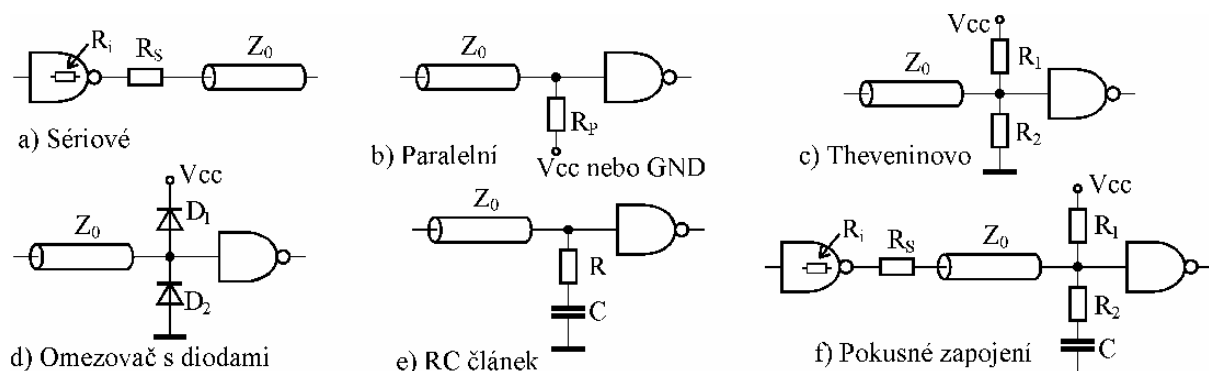 Ri
RS
Z0
a) Sériové
Z0
RP
Vcc nebo GND
b) Paralelní
Vcc
Z0
R1
R2
c) Theveninovo
Vcc
D1
Z0
D2
d) Omezovač s diodami
Z0
R
C
e) RC článek
Ri
RS
Z0
Vcc
R1
R2
C
f) Pokusné zapojení